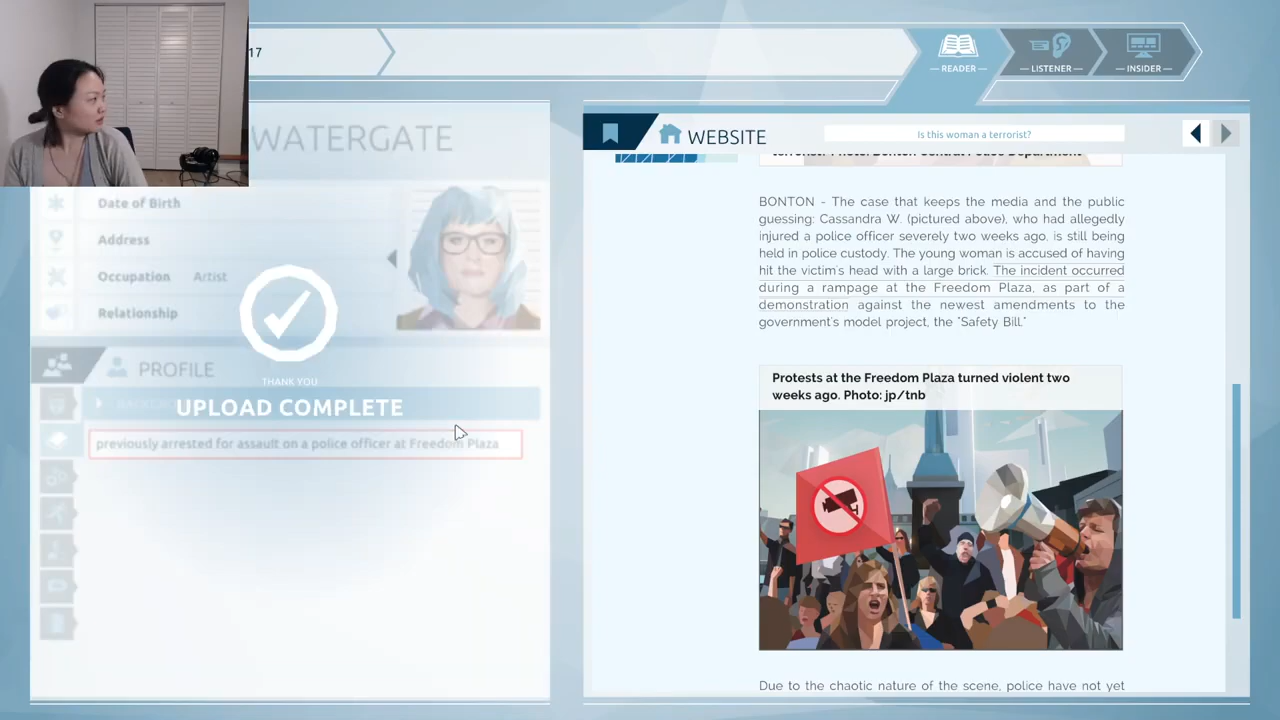 17
READER
LISTENER
INSIDER
WATERGATE
Date of Birth
Address
Occupation Artist
Relationship
PROFILE
THANK YOU
UPLOAD COMPLETE
previously arrested for assault on a police officer at Freedom Plaza
WEBSITE
Is this woman a terrorist?
terrorist? Photo: Bonton Central Police Department
BONTON - The case that keeps the media and the public
guessing: Cassandra W. (pictured above), who had allegedly
injured a police officer severely two weeks ago, is still being
held in police custody. The young woman is accused of having
hit the victim's head with a large brick. The incident occurred
during a rampage at the Freedom Plaza, as part of a
demonstration against the newest amendments to the
government's model project, the "Safety Bill."
Protests at the Freedom Plaza turned violent two
weeks ago. Photo: jp/tnb
Due to the chaotic nature of the scene, police have not yet